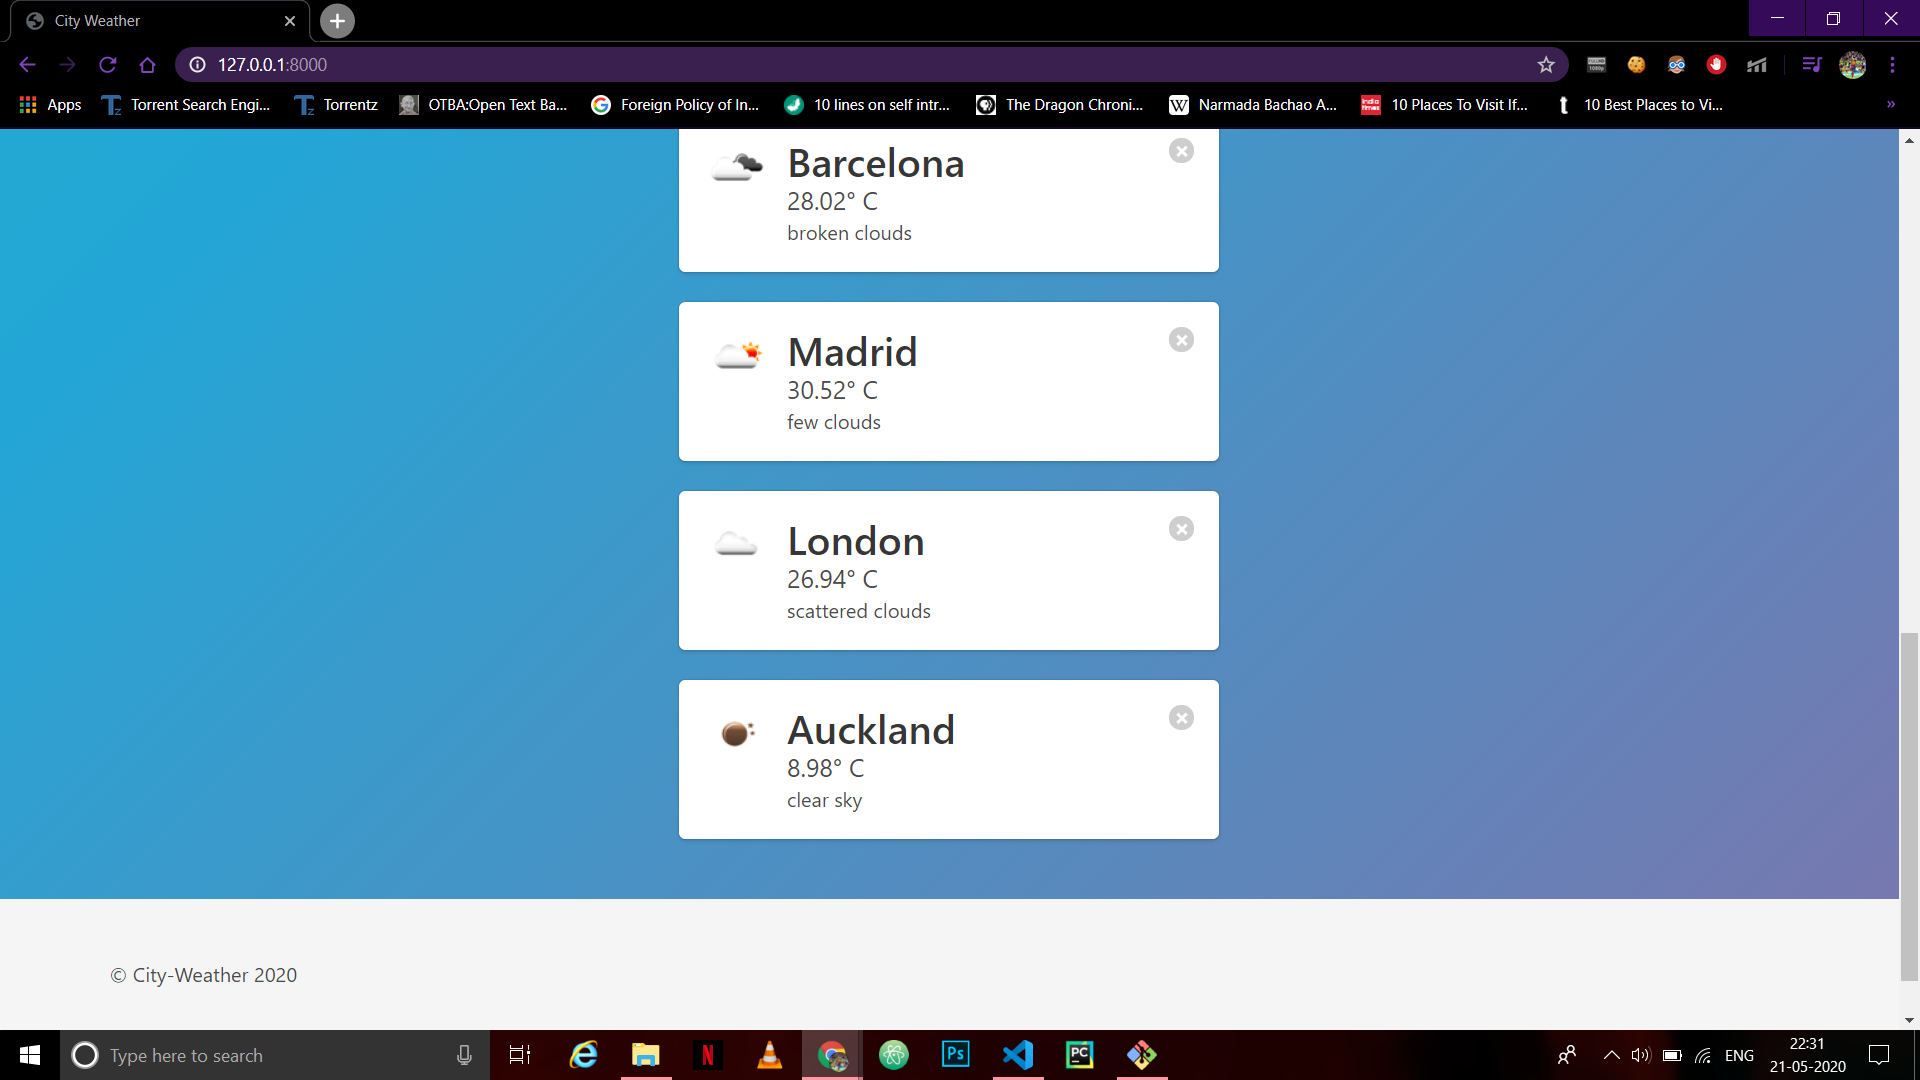 City Weather
127.0.0.1:8000
Apps
Torrent Search Engi...
Torrentz
OTBA:Open Text Ba...
Foreign Policy of In...
10 lines on self intr...
The Dragon Chroni...
Narmada Bachao A...
10 Places To Visit If...
10 Best Places to Vi...
Barcelona
28.02° C
broken clouds
Madrid
30.52° C
few clouds
London
26.94° C
scattered clouds
Auckland
8.98° C
clear sky
© City-Weather 2020
Type here to search
ENG
22:31
21-05-2020